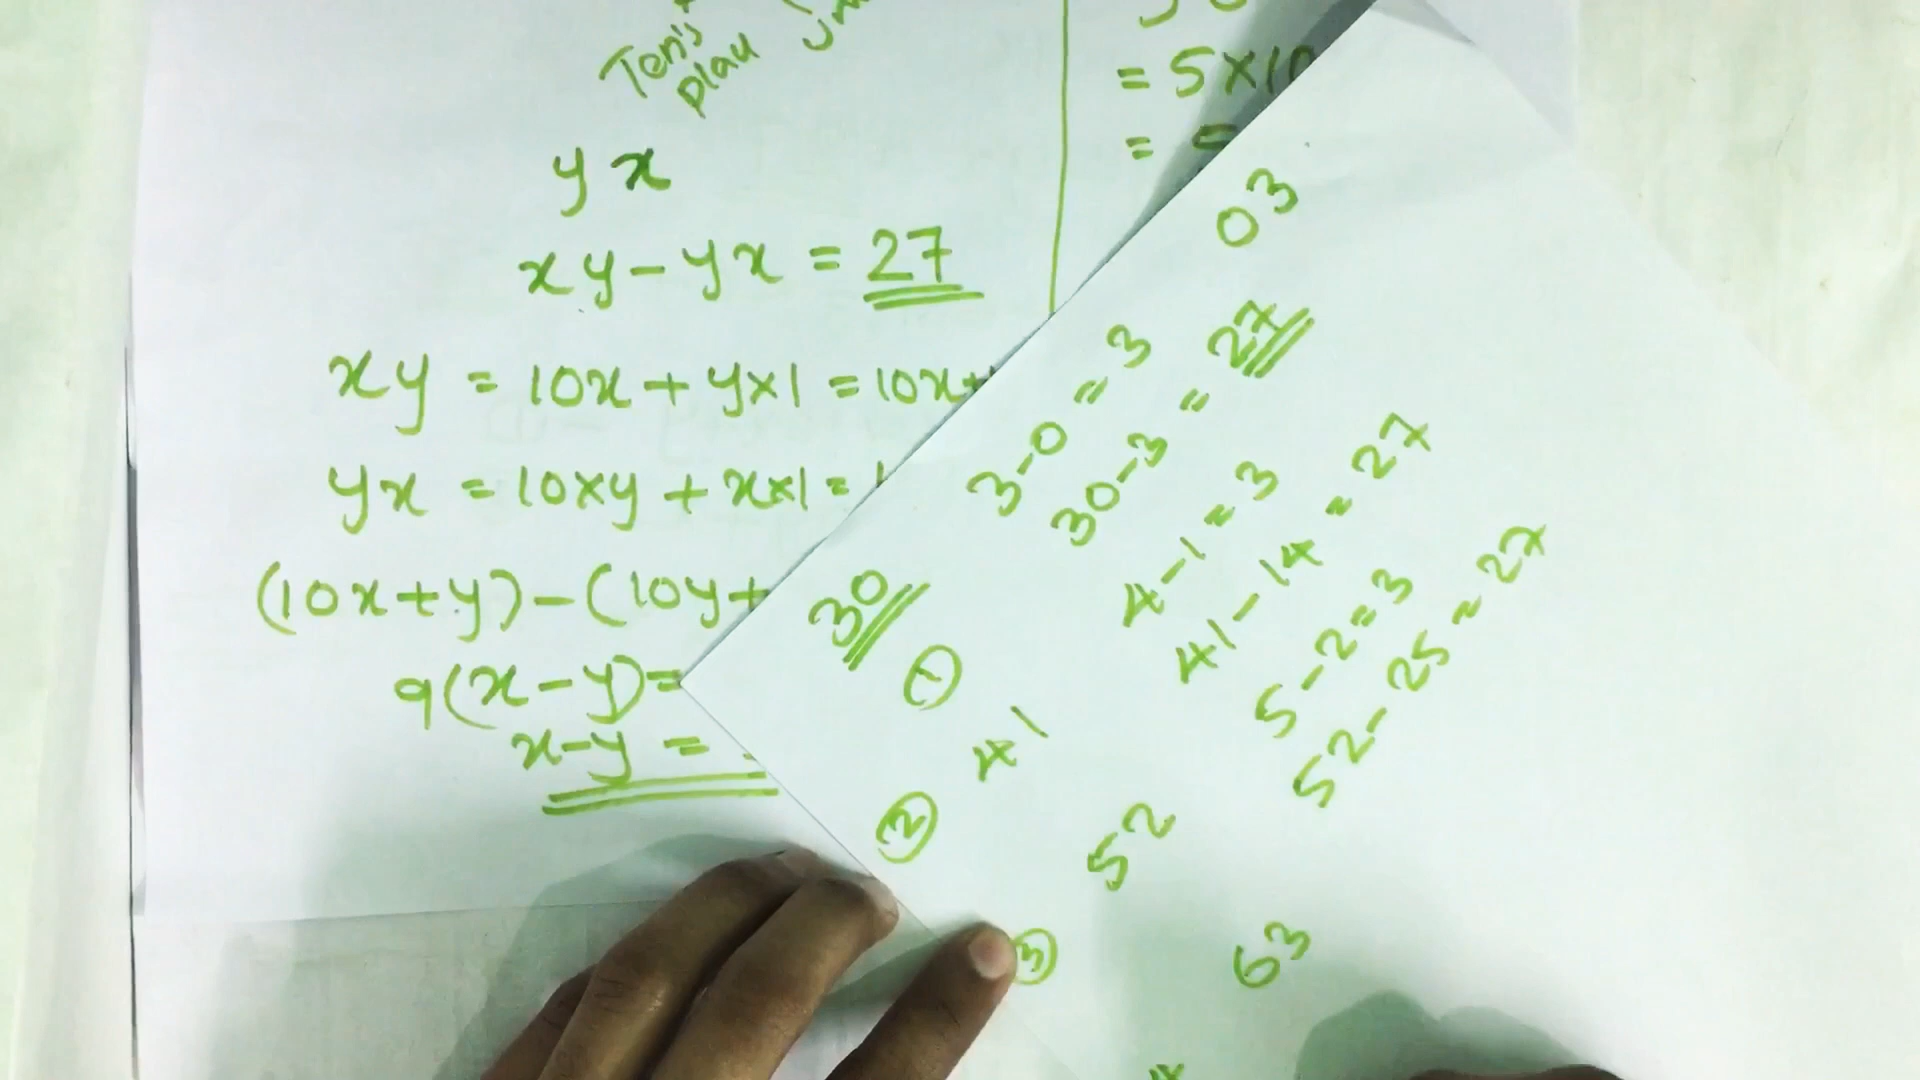 Ten's
place
yx
xy - yx = 27
xy = 10x + y×1 = 10x+
yx = 10×y + x×1 =
(10x+y) - (10y+
9(x-y) =
x-y =
= 5×10
=
03
3-0 = 3
30-3 = 27
4-1 = 3
41-14 = 27
5-2 = 3
52-25 = 27
30
①
② 41
52
③
63